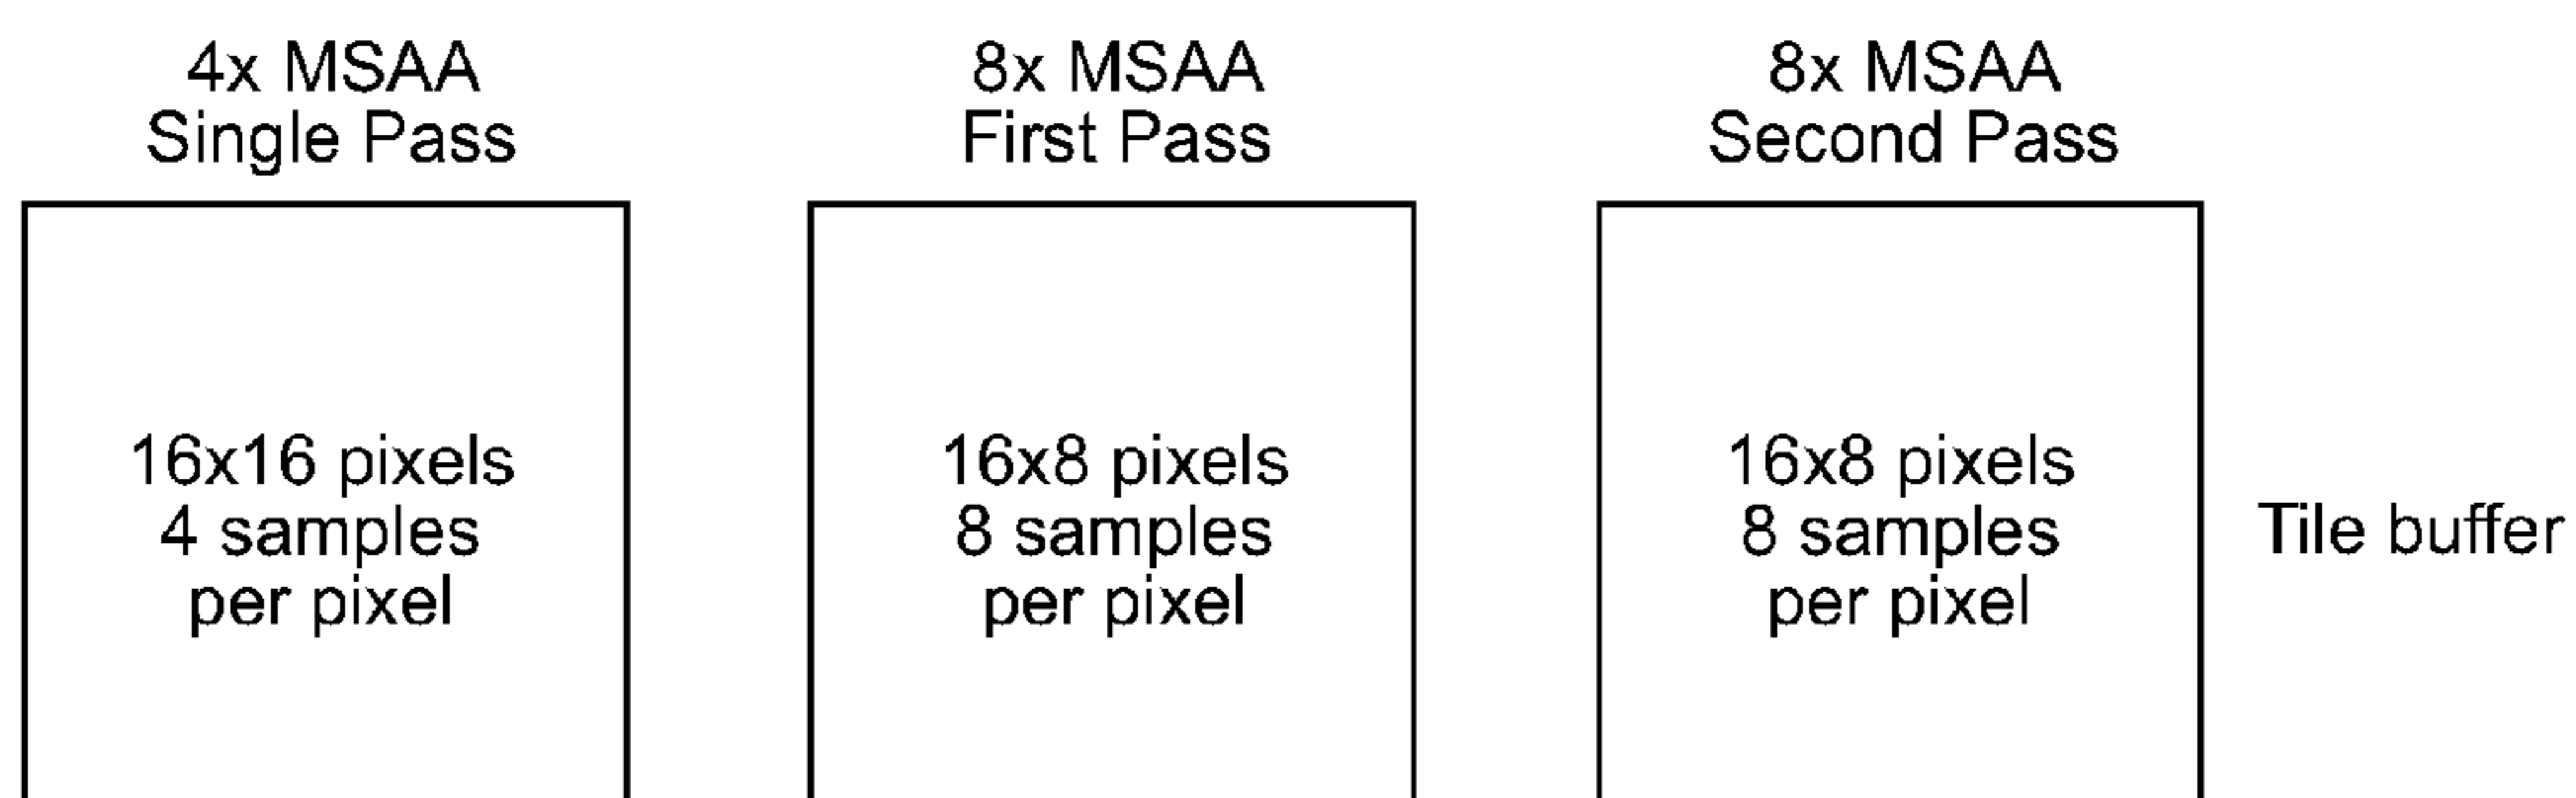 4x MSAA
Single Pass
8x MSAA
First Pass
8x MSAA
Second Pass
16x16 pixels
4 samples
per pixel
16x8 pixels
8 samples
per pixel
16x8 pixels
8 samples
per pixel
Tile buffer